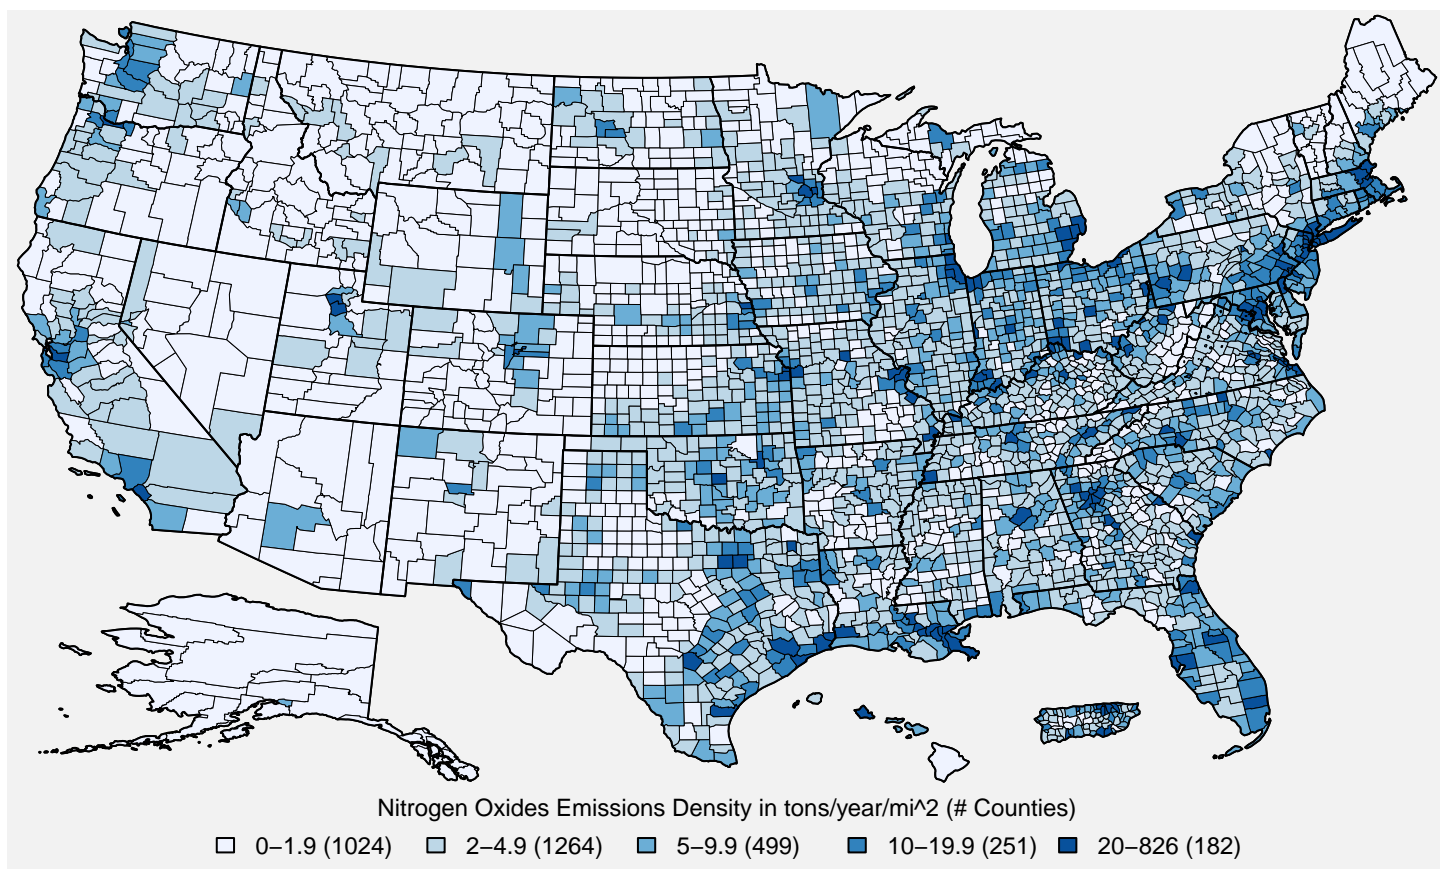 Nitrogen Oxides Emissions Density in tons/year/mi^2 (# Counties)
0−1.9 (1024) 2−4.9 (1264) 5−9.9 (499) 10−19.9 (251) 20−826 (182)